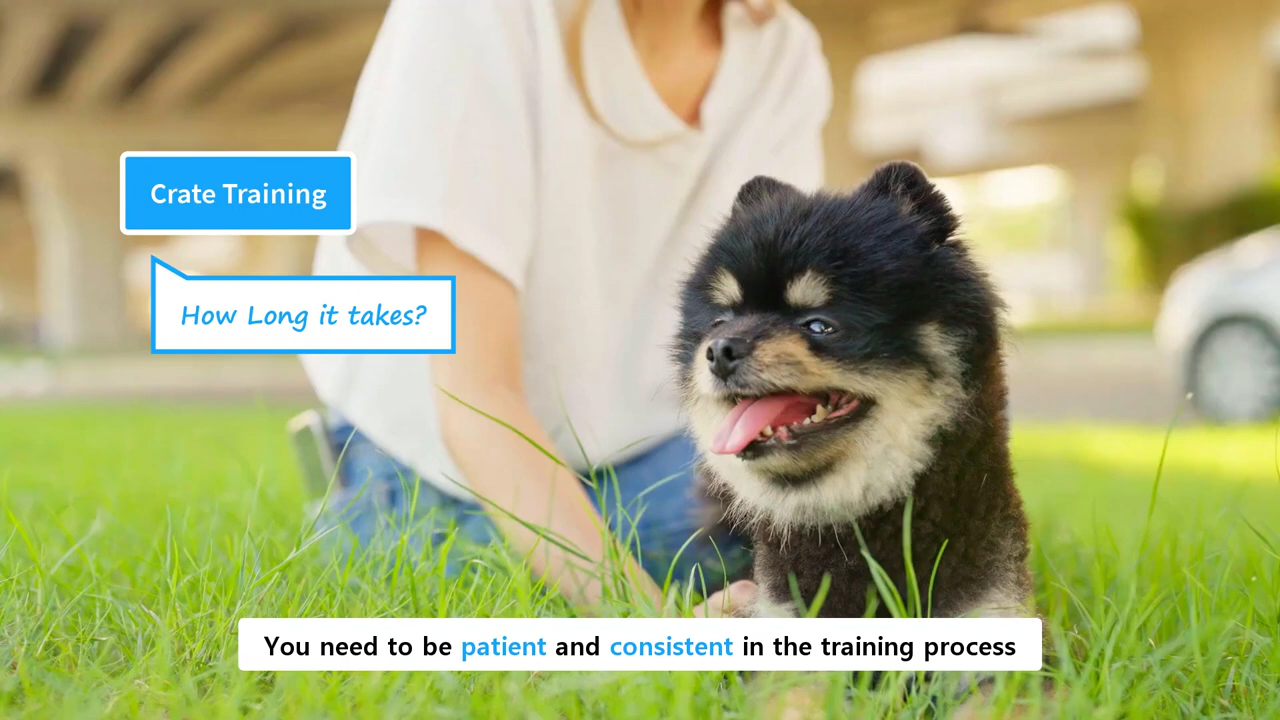 Crate Training
How Long it takes?
You need to be patient and consistent in the training process